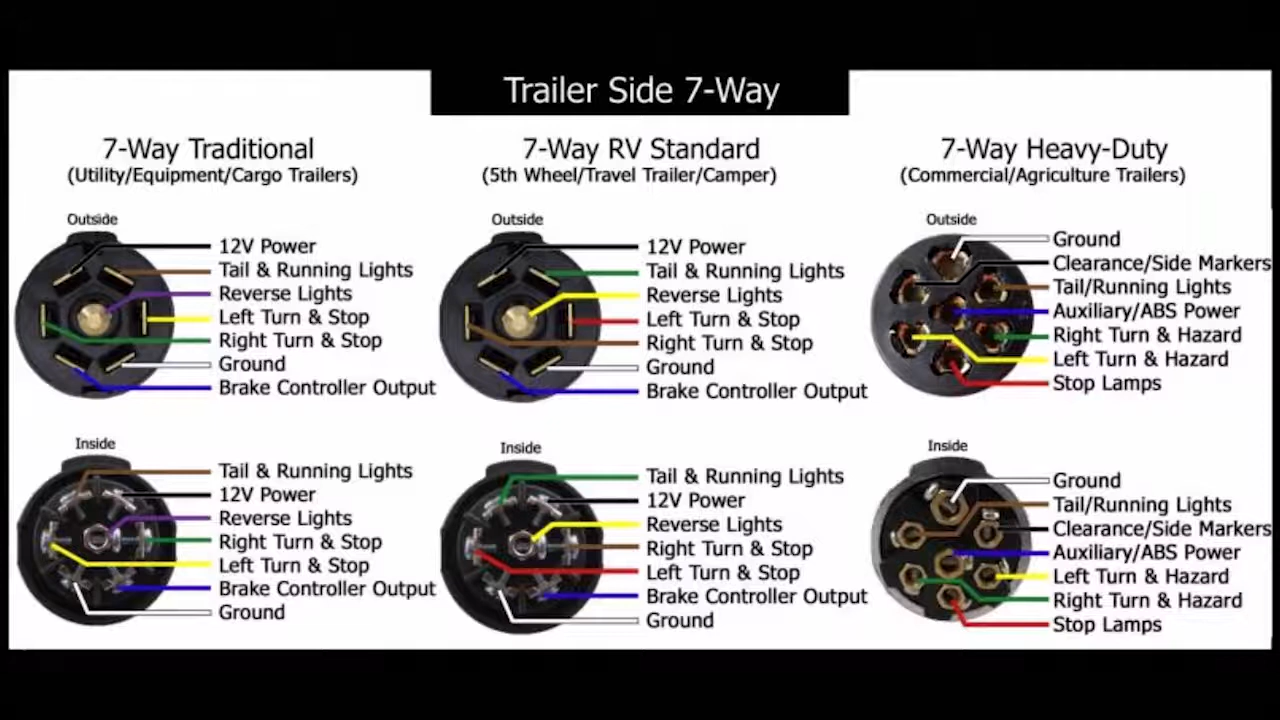 Trailer Side 7-Way
7-Way Traditional
(Utility/Equipment/Cargo Trailers)
Outside
12V Power
Tail & Running Lights
Reverse Lights
Left Turn & Stop
Right Turn & Stop
Ground
Brake Controller Output
Inside
Tail & Running Lights
12V Power
Reverse Lights
Right Turn & Stop
Left Turn & Stop
Brake Controller Output
Ground
7-Way RV Standard
(5th Wheel/Travel Trailer/Camper)
Outside
12V Power
Tail & Running Lights
Reverse Lights
Left Turn & Stop
Right Turn & Stop
Ground
Brake Controller Output
Inside
Tail & Running Lights
12V Power
Reverse Lights
Right Turn & Stop
Left Turn & Stop
Brake Controller Output
Ground
7-Way Heavy-Duty
(Commercial/Agriculture Trailers)
Outside
Ground
Clearance/Side Markers
Tail/Running Lights
Auxiliary/ABS Power
Right Turn & Hazard
Left Turn & Hazard
Stop Lamps
Inside
Ground
Tail/Running Lights
Clearance/Side Markers
Auxiliary/ABS Power
Left Turn & Hazard
Right Turn & Hazard
Stop Lamps